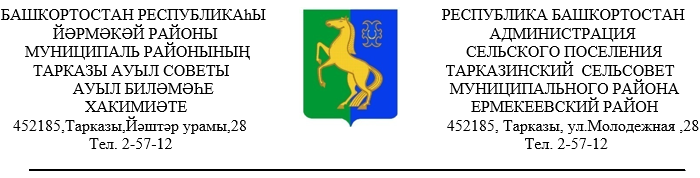 БАШКОРТОСТАН РЕСПУБЛИКАҺЫ
ЙӘРМӘКӘЙ РАЙОНЫ
МУНИЦИПАЛЬ РАЙОНЫНЫҢ
ТАРКАЗЫ АУЫЛ СОВЕТЫ
АУЫЛ БИЛӘМӘҺЕ
ХАКИМИӘТЕ
452185,Тарказы,Йәштәр урамы,28
Тел. 2-57-12
РЕСПУБЛИКА БАШКОРТОСТАН
АДМИНИСТРАЦИЯ
СЕЛЬСКОГО ПОСЕЛЕНИЯ
ТАРКАЗИНСКИЙ СЕЛЬСОВЕТ
МУНИЦИПАЛЬНОГО РАЙОНА
ЕРМЕКЕЕВСКИЙ РАЙОН
452185, Тарказы, ул.Молодежная ,28
Тел. 2-57-12